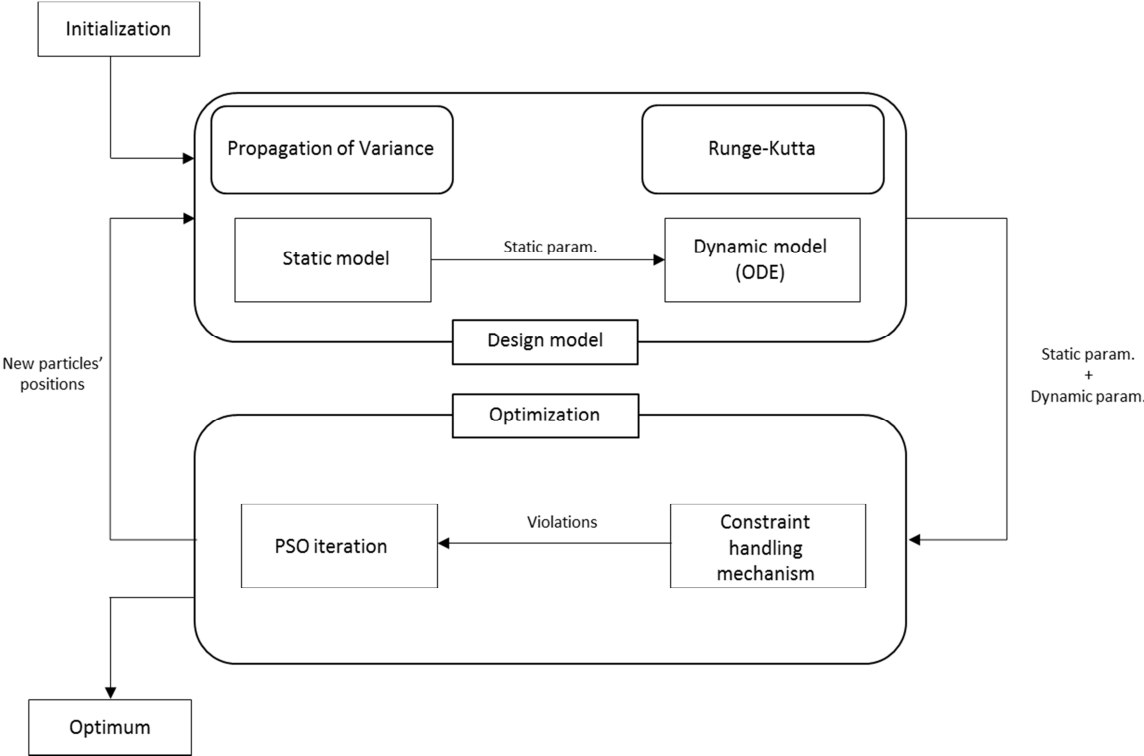 Initialization
Propagation of Variance
Runge-Kutta
Static model
Static param.
Dynamic model
(ODE)
Design model
New particles’
positions
Static param.
+
Dynamic param.
Optimization
PSO iteration
Violations
Constraint
handling
mechanism
Optimum